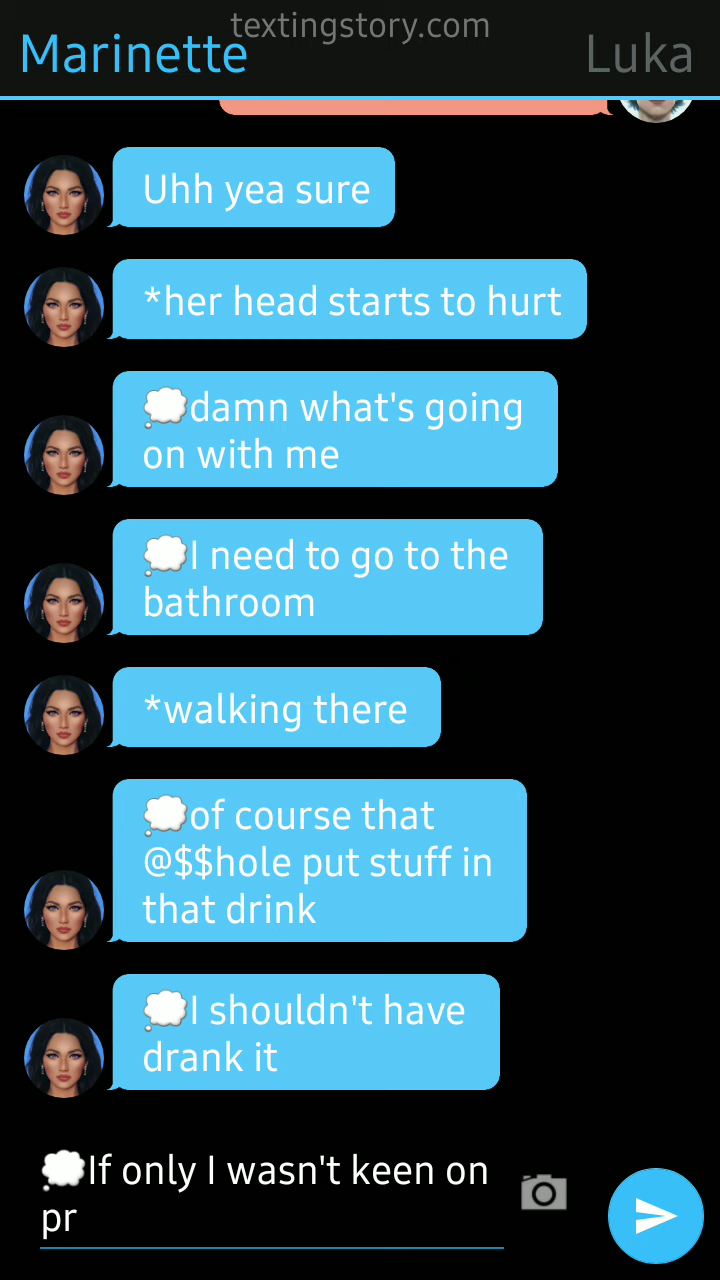 textingstory.com
Marinette
Luka
Uhh yea sure
*her head starts to hurt
💭damn what's going
on with me
💭I need to go to the
bathroom
*walking there
💭of course that
@$$hole put stuff in
that drink
💭I shouldn't have
drank it
💭If only I wasn't keen on
pr